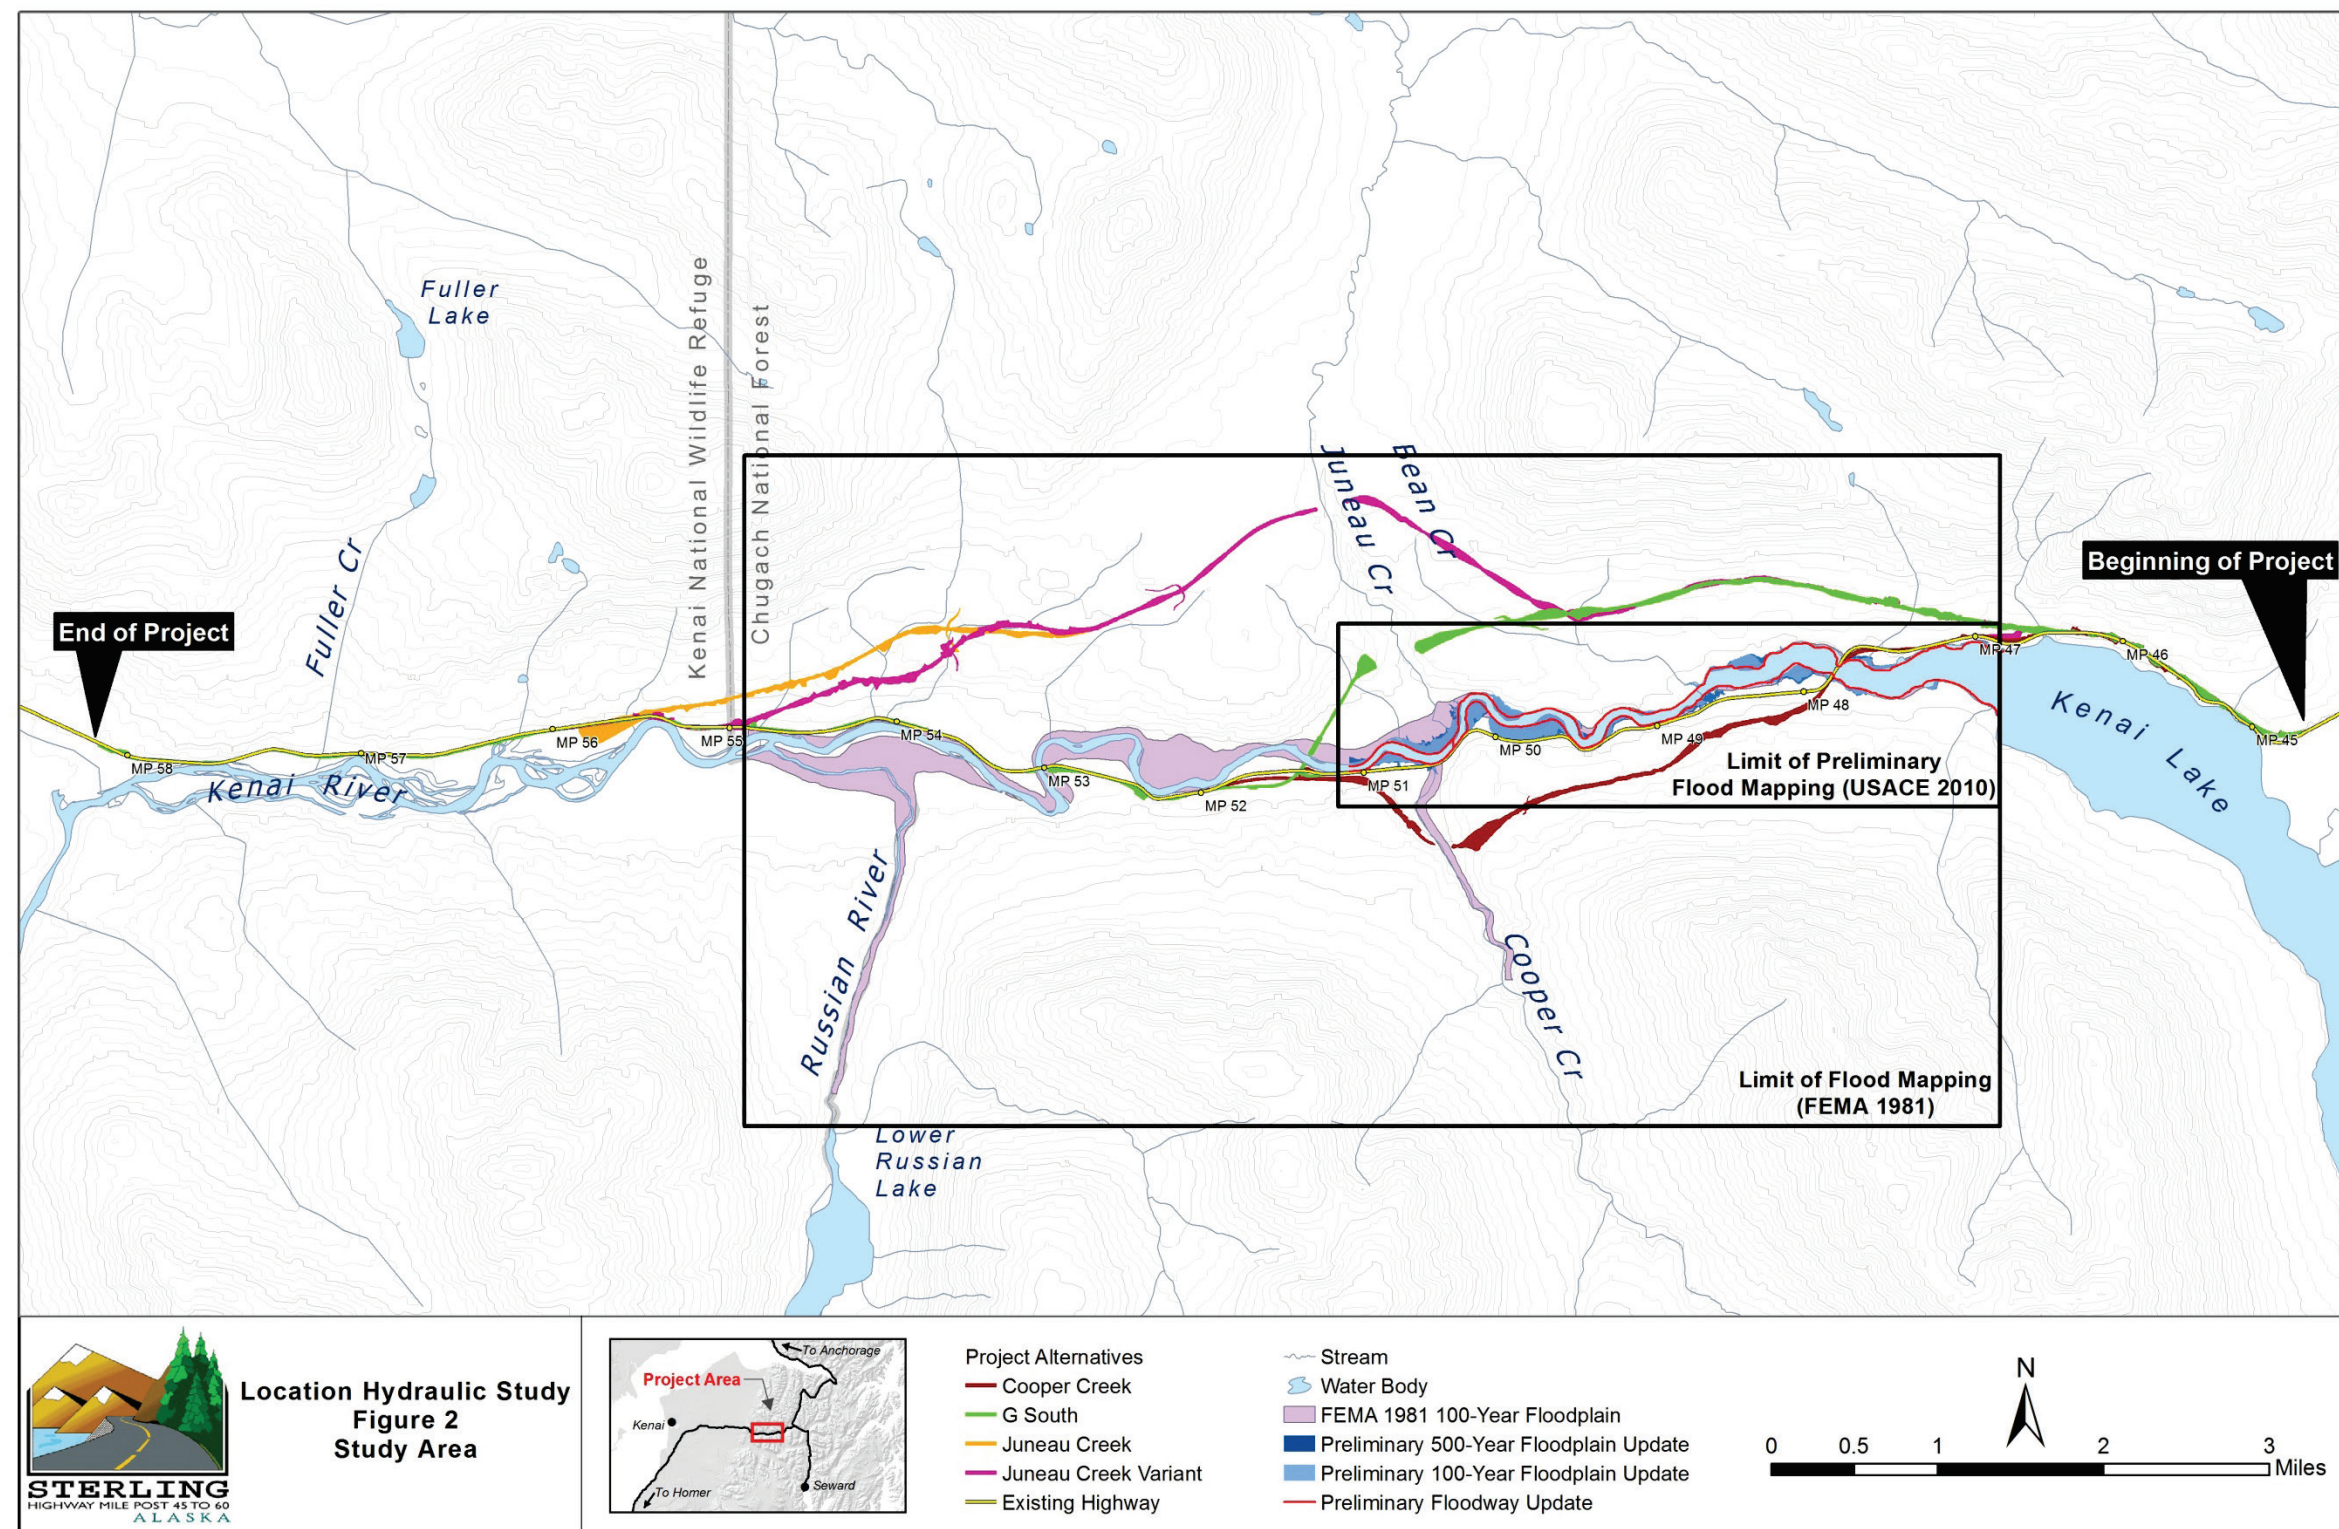 Fuller
Lake
Kenai National Wildlife Refuge
Chugach National Forest
Fuller Cr
Juneau Cr
Bean Cr
Beginning of Project
End of Project
MP 58
MP 57
MP 56
MP 55
MP 54
MP 53
MP 52
MP 51
MP 50
MP 49
MP 48
MP 47
MP 46
MP 45
Kenai River
Kenai Lake
Limit of Preliminary
Flood Mapping (USACE 2010)
Russian River
Cooper Cr
Limit of Flood Mapping
(FEMA 1981)
Lower
Russian
Lake
STERLING
HIGHWAY MILE POST 45 TO 60
ALASKA
Location Hydraulic Study
Figure 2
Study Area
To Anchorage
Project Area
Kenai
Seward
To Homer
Project Alternatives
Cooper Creek
G South
Juneau Creek
Juneau Creek Variant
Existing Highway
Stream
Water Body
FEMA 1981 100-Year Floodplain
Preliminary 500-Year Floodplain Update
Preliminary 100-Year Floodplain Update
Preliminary Floodway Update
N
0 0.5 1 2 3
Miles